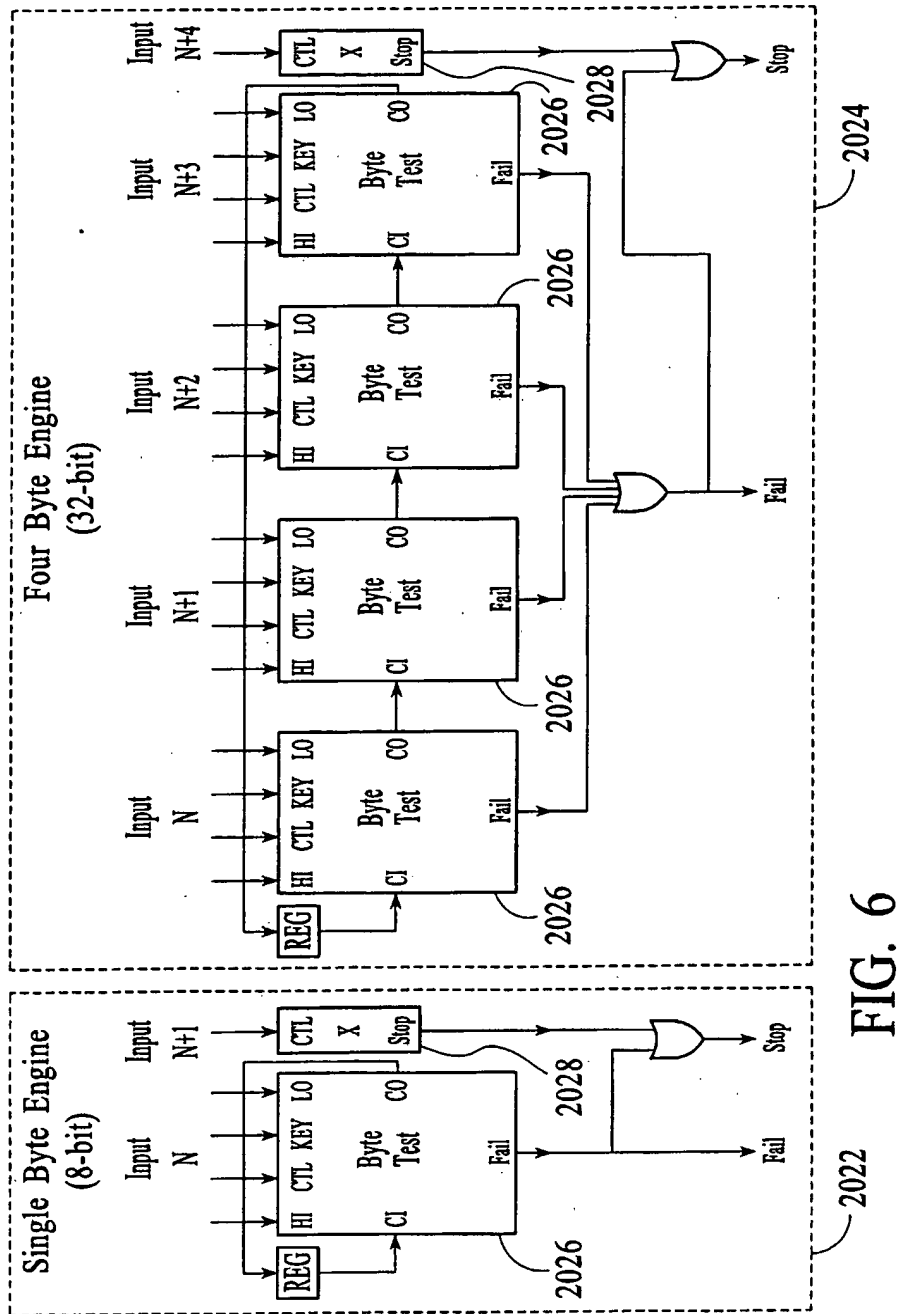 Single Byte Engine
(8-bit)
Input
N
Input
N+1
HI CTL KEY LO
CTL
X
Stop
REG
CI
Byte
Test
CO
Fail
2026
2028
Fail
Stop
2022
Four Byte Engine
(32-bit)
Input
N
Input
N+1
Input
N+2
Input
N+3
Input
N+4
HI CTL KEY LO
HI CTL KEY LO
HI CTL KEY LO
HI CTL KEY LO
CTL
X
Stop
REG
CI
Byte
Test
CO
Fail
2026
CI
Byte
Test
CO
Fail
2026
CI
Byte
Test
CO
Fail
2026
CI
Byte
Test
CO
Fail
2026
2028
Fail
Stop
2024
FIG. 6